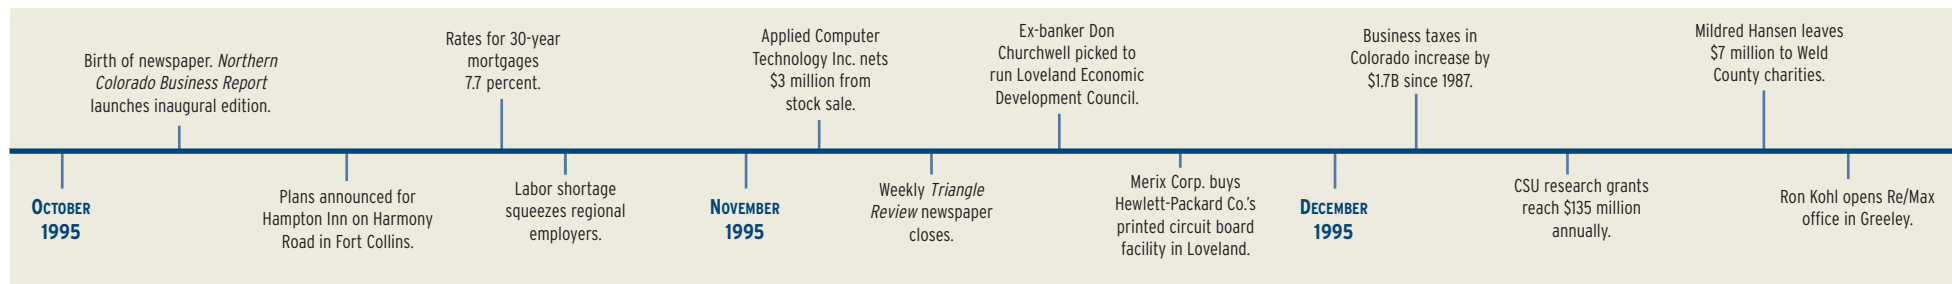 October
1995
Birth of newspaper. Northern
Colorado Business Report
launches inaugural edition.
Plans announced for
Hampton Inn on Harmony
Road in Fort Collins.
Rates for 30-year
mortgages
7.7 percent.
Labor shortage
squeezes regional
employers.
November
1995
Applied Computer
Technology Inc. nets
$3 million from
stock sale.
Weekly Triangle
Review newspaper
closes.
Ex-banker Don
Churchwell picked to
run Loveland Economic
Development Council.
Merix Corp. buys
Hewlett-Packard Co.'s
printed circuit board
facility in Loveland.
December
1995
Business taxes in
Colorado increase by
$1.7B since 1987.
CSU research grants
reach $135 million
annually.
Mildred Hansen leaves
$7 million to Weld
County charities.
Ron Kohl opens Re/Max
office in Greeley.